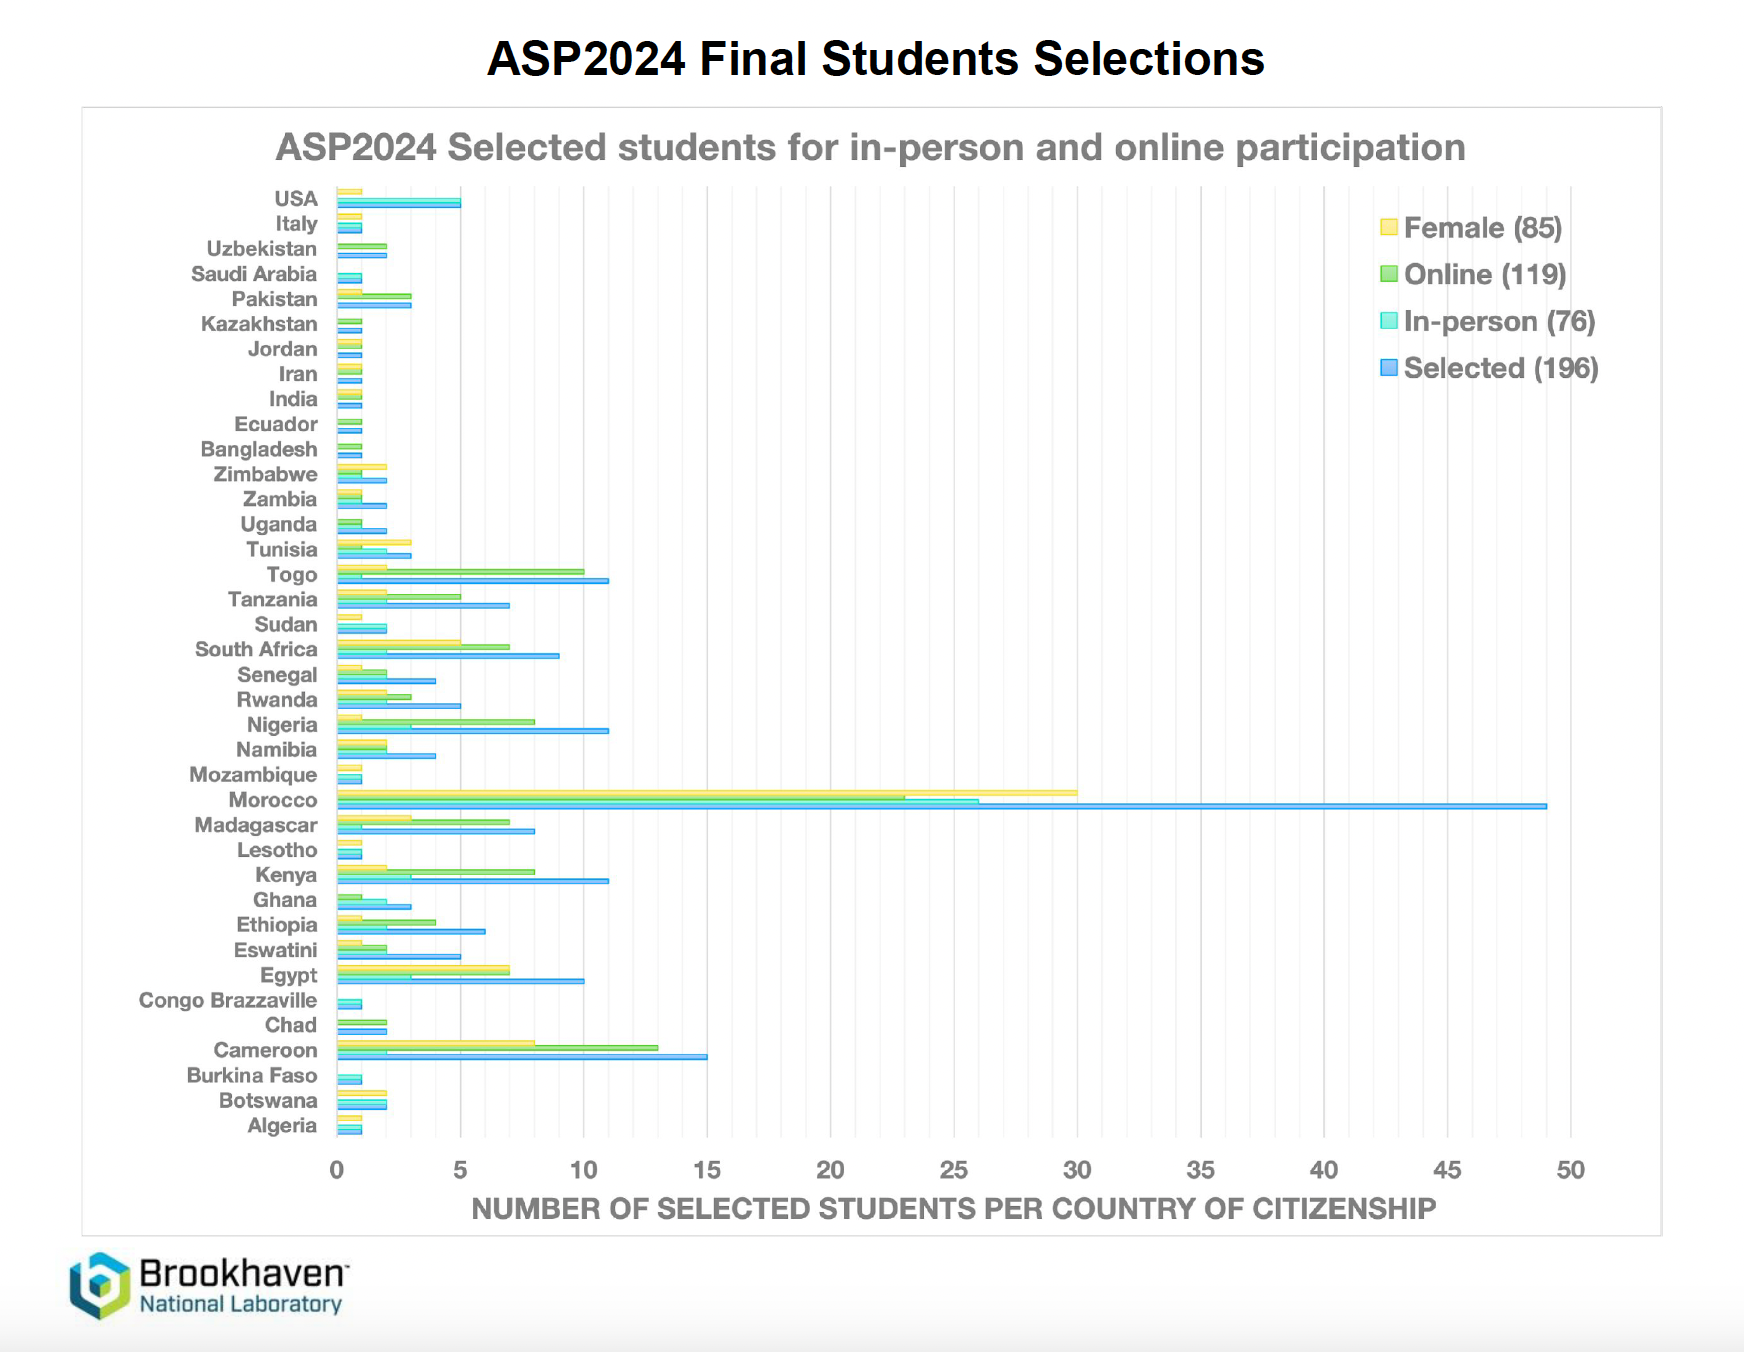 ASP2024 Final Students Selections
ASP2024 Selected students for in-person and online participation
USA
Italy
Uzbekistan
Saudi Arabia
Pakistan
Kazakhstan
Jordan
Iran
India
Ecuador
Bangladesh
Zimbabwe
Zambia
Uganda
Tunisia
Togo
Tanzania
Sudan
South Africa
Senegal
Rwanda
Nigeria
Namibia
Mozambique
Morocco
Madagascar
Lesotho
Kenya
Ghana
Ethiopia
Eswatini
Egypt
Congo Brazzaville
Chad
Cameroon
Burkina Faso
Botswana
Algeria
Female (85)
Online (119)
In-person (76)
Selected (196)
0 5 10 15 20 25 30 35 40 45 50
NUMBER OF SELECTED STUDENTS PER COUNTRY OF CITIZENSHIP
Brookhaven™
National Laboratory